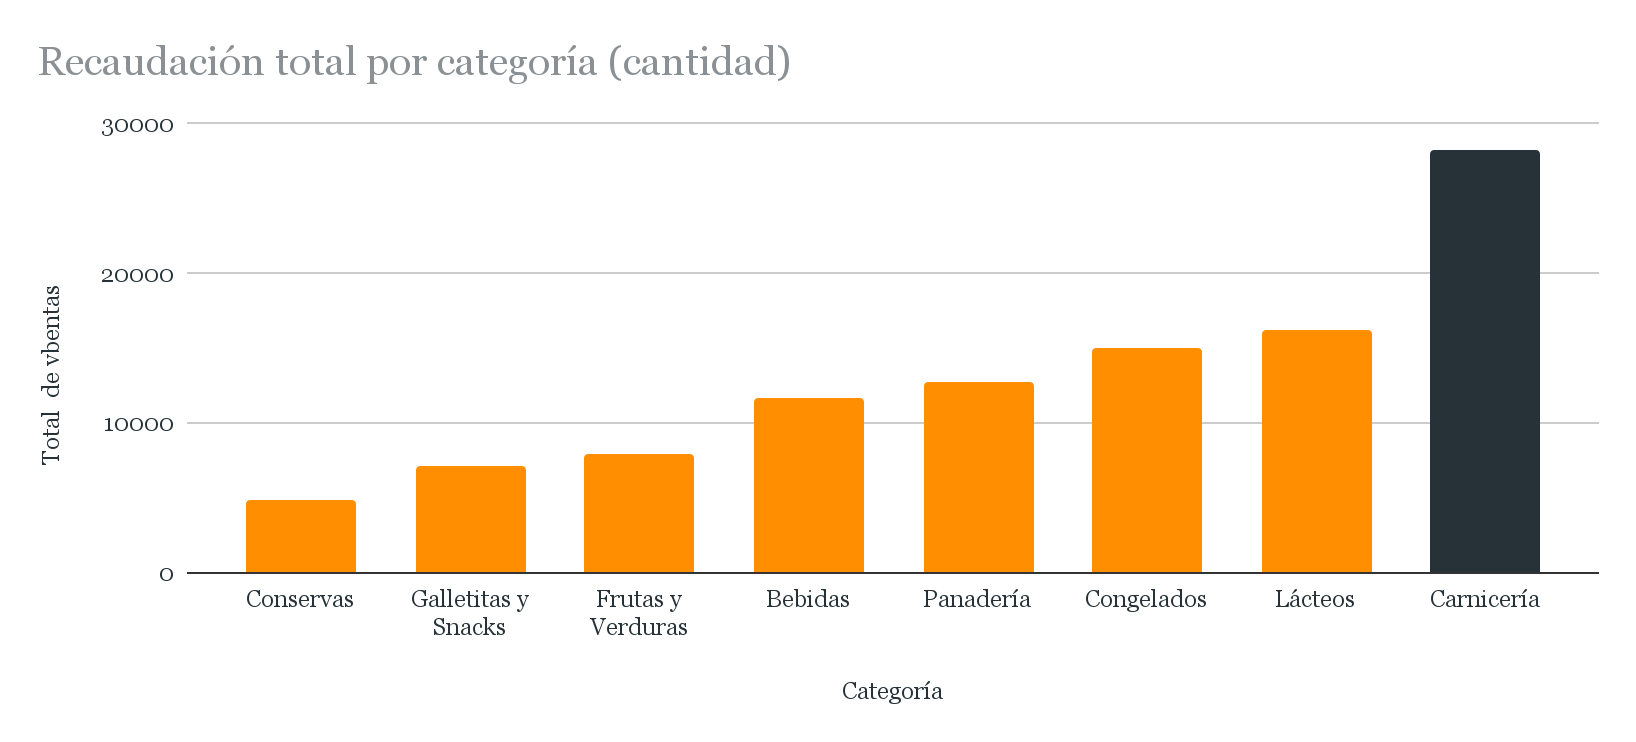 Recaudación total por categoría (cantidad)
30000
20000
10000
0
Total de vbentas
Conservas
Galletitas y
Snacks
Frutas y
Verduras
Bebidas
Panadería
Congelados
Lácteos
Carnicería
Categoría